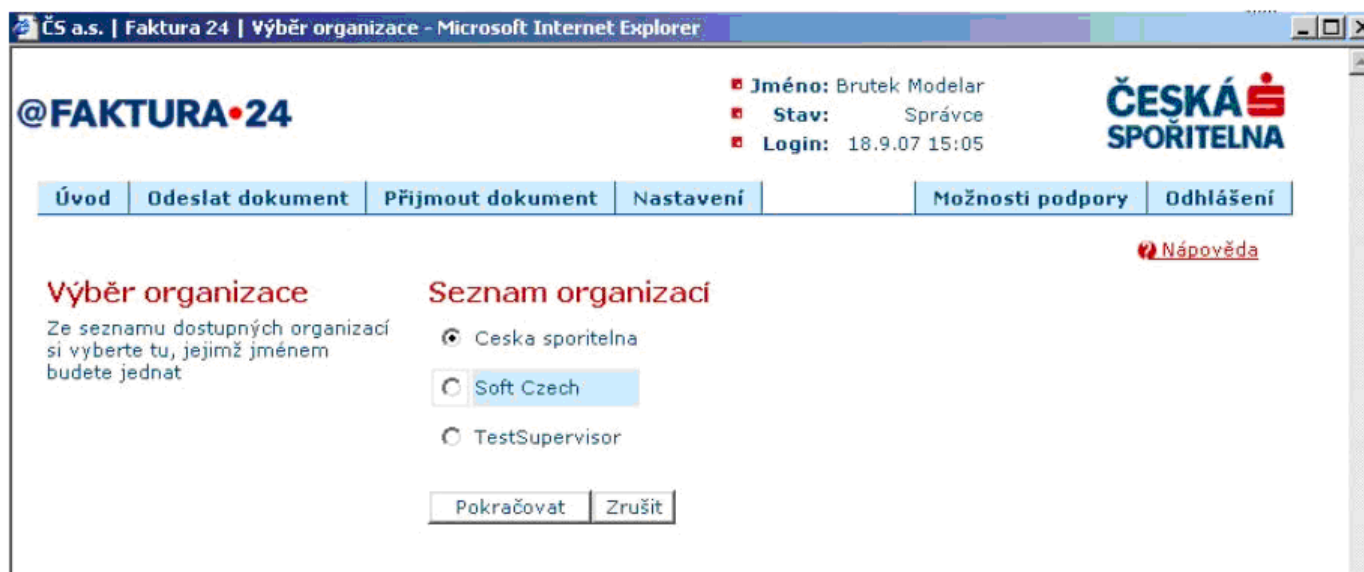 ČS a.s. | Faktura 24 | Výběr organizace - Microsoft Internet Explorer
@FAKTURA•24
Jméno: Brutek Modelar
Stav: Správce
Login: 18.9.07 15:05
ČESKÁ
SPOŘITELNA
Úvod Odeslat dokument Přijmout dokument Nastavení Možnosti podpory Odhlášení
Nápověda
Výběr organizace
Ze seznamu dostupných organizací
si vyberte tu, jejimž jménem
budete jednat
Seznam organizací
Ceska sporitelna
Soft Czech
TestSupervisor
Pokračovat Zrušit